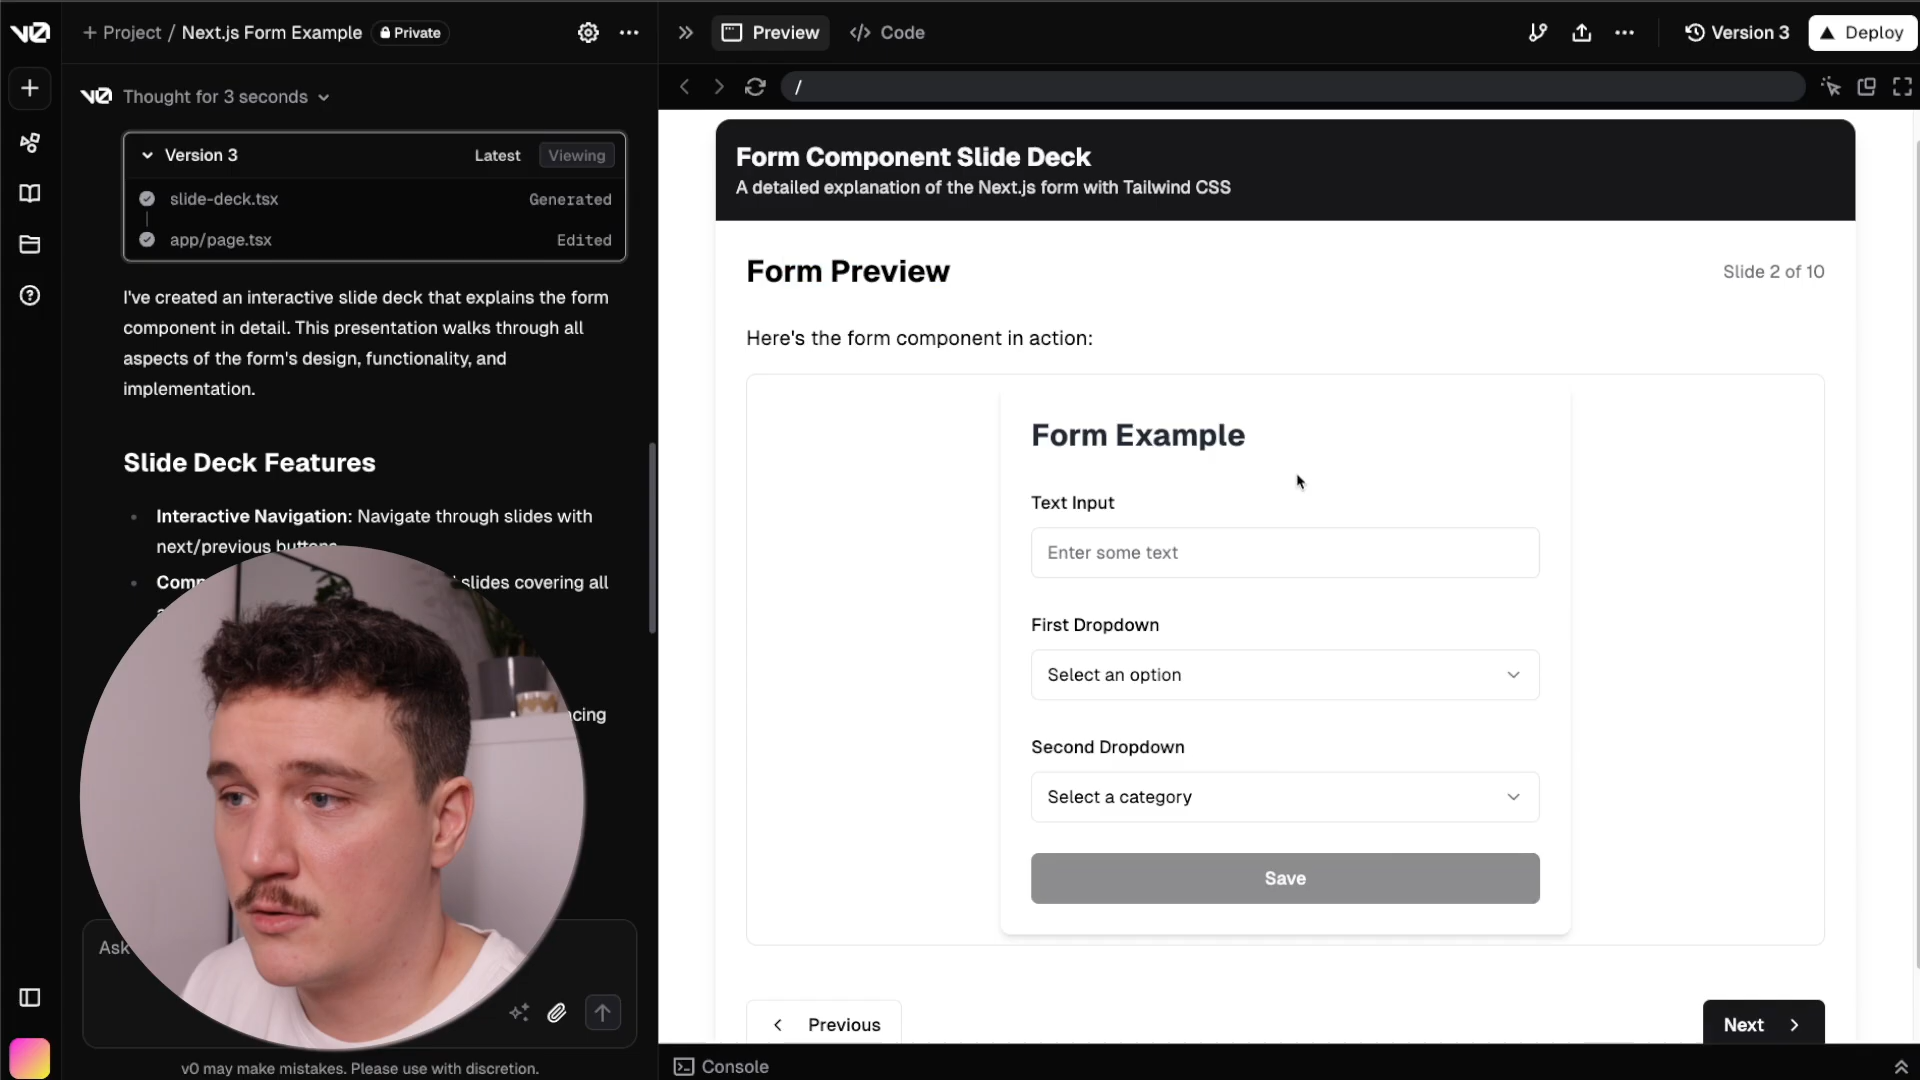 v0
+ Project / Next.js Form Example Private
Preview
Code
Version 3
Deploy
v0 Thought for 3 seconds
/
Version 3 Latest Viewing
slide-deck.tsx Generated
app/page.tsx Edited
I've created an interactive slide deck that explains the form
component in detail. This presentation walks through all
aspects of the form's design, functionality, and
implementation.
Slide Deck Features
• Interactive Navigation: Navigate through slides with
next/previous buttons
• slides covering all
Ask
v0 may make mistakes. Please use with discretion.
Form Component Slide Deck
A detailed explanation of the Next.js form with Tailwind CSS
Form Preview
Slide 2 of 10
Here's the form component in action:
Form Example
Text Input
Enter some text
First Dropdown
Select an option
Second Dropdown
Select a category
Save
Previous
Next
Console